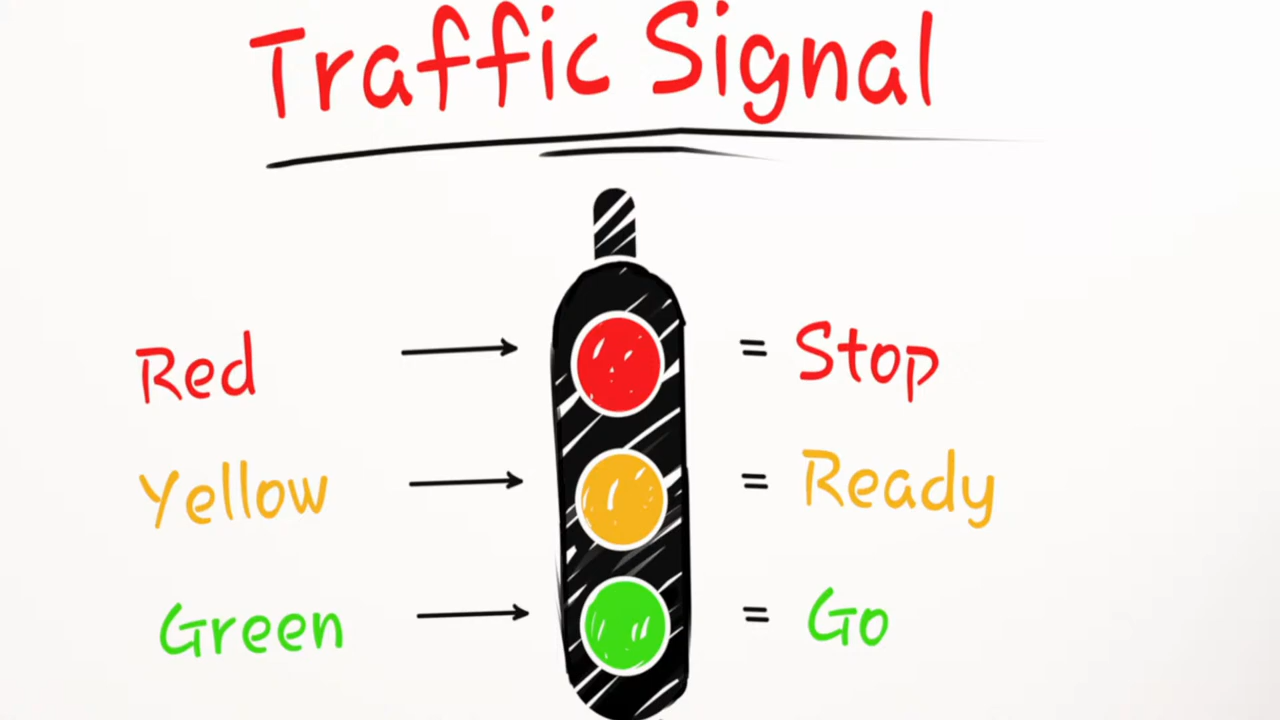 Traffic Signal
Red = Stop
Yellow = Ready
Green = Go